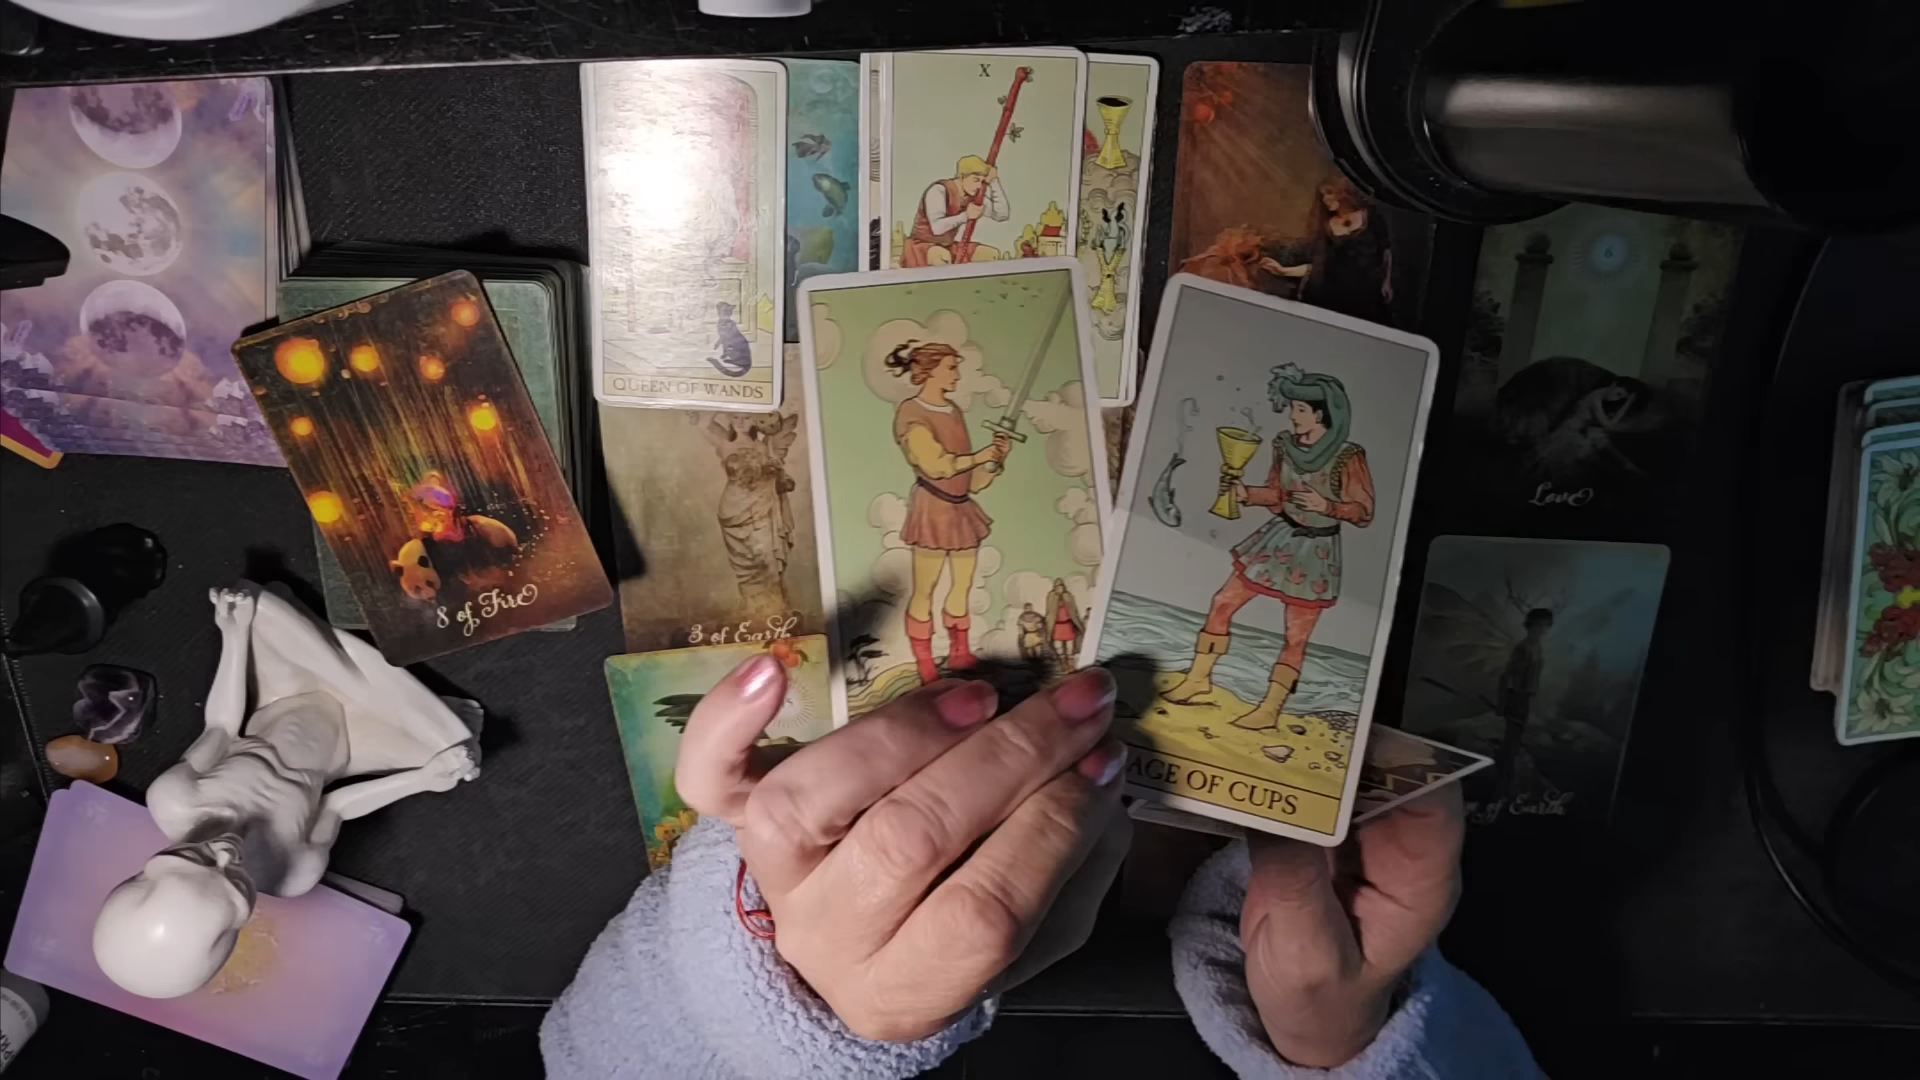 X
QUEEN OF WANDS
Love
8 of Fire
3 of Earth
AGE OF CUPS
of Earth